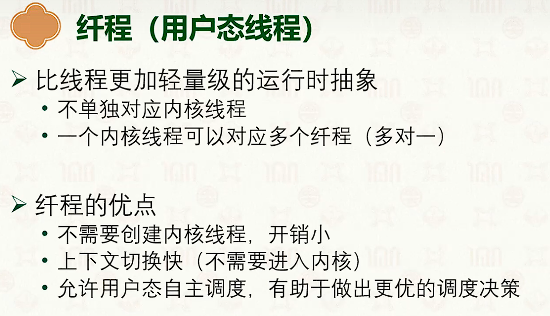 纤程（用户态线程）
比线程更加轻量级的运行时抽象
不单独对应内核线程
一个内核线程可以对应多个纤程（多对一）
纤程的优点
不需要创建内核线程，开销小
上下文切换快（不需要进入内核）
允许用户态自主调度，有助于做出更优的调度决策